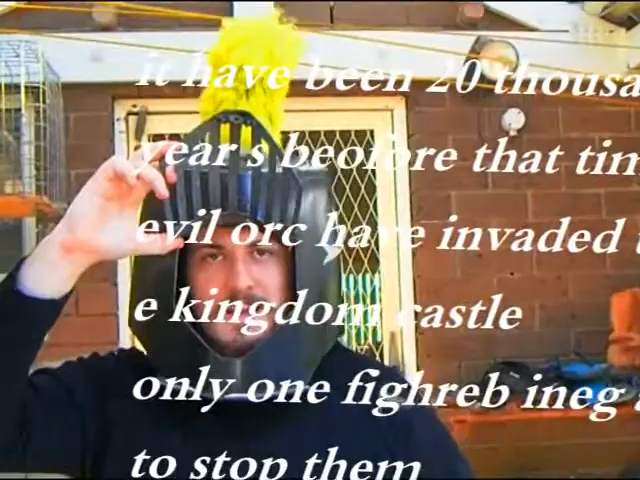 it have been 20 thousa
year's beofore that tim
evil orc have invaded t
e kingdom castle
only one fighreb ineg a
to stop them